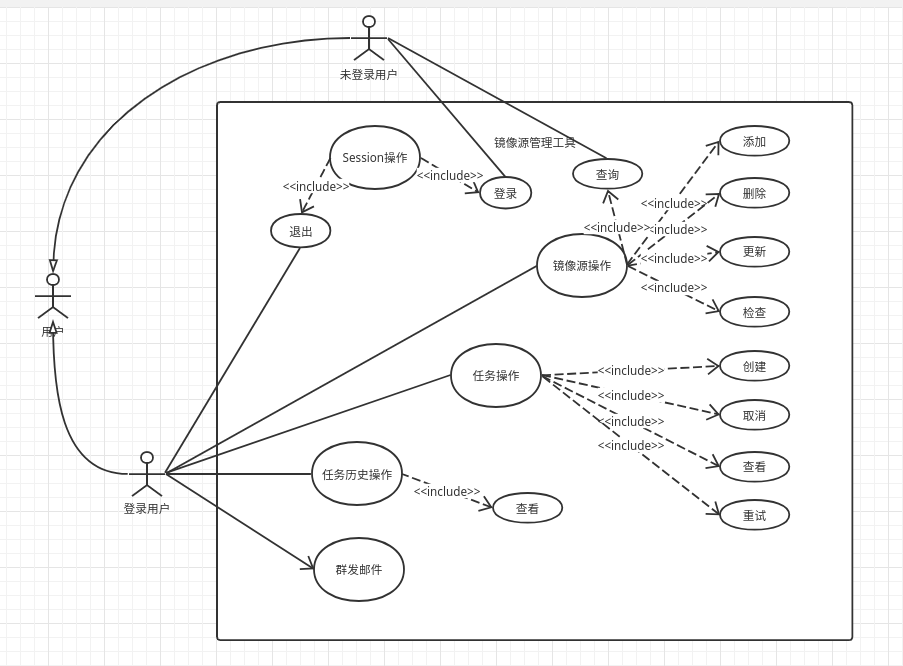 未登录用户
镜像源管理工具
添加
Session操作
查询
<<include>>
<<include>>
登录
删除
<<include>>
退出
<<include>>
<<include>>
更新
镜像源操作
<<include>>
用户
<<include>>
检查
任务操作
<<include>>
创建
<<include>>
取消
<<include>>
<<include>>
查看
任务历史操作
<<include>>
查看
登录用户
重试
群发邮件